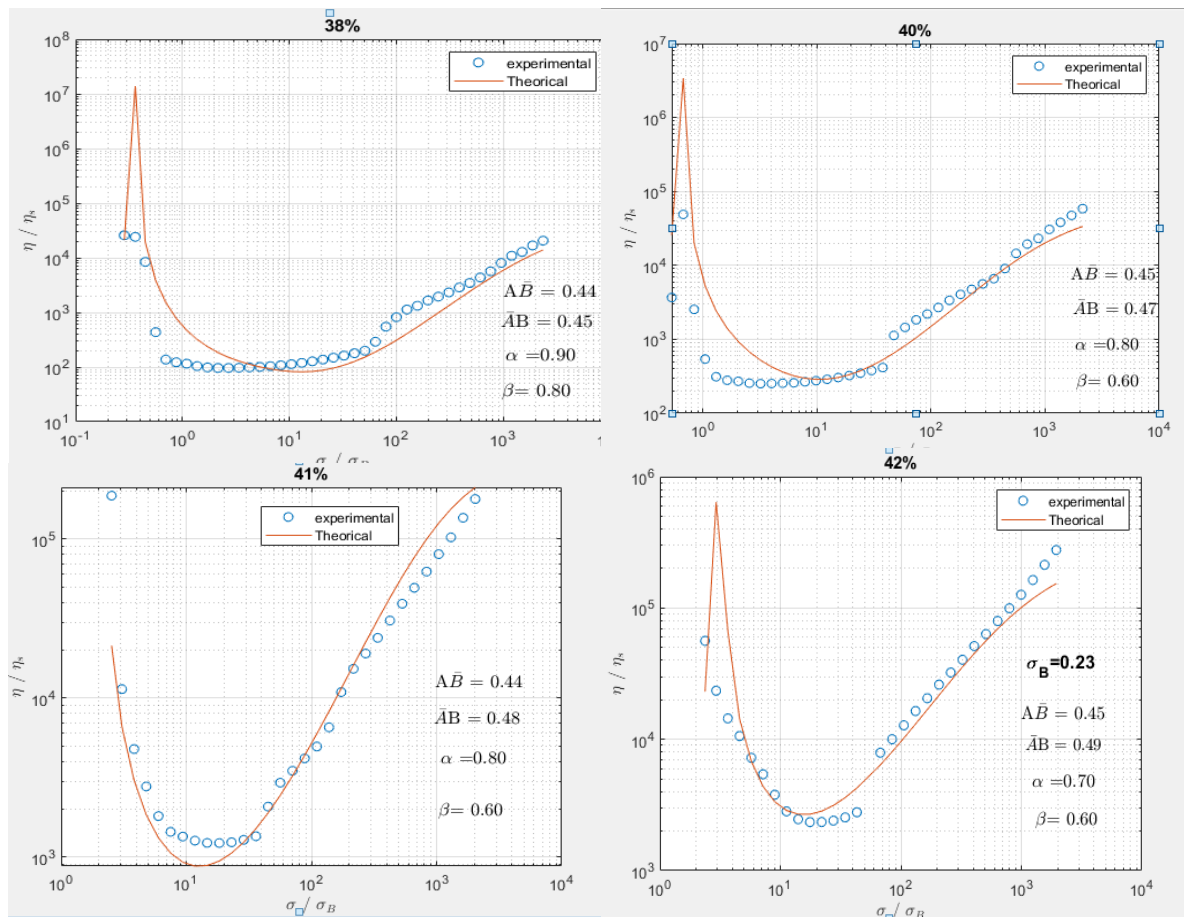 38%
10^8
10^7
10^6
10^5
10^4
10^3
10^2
10^1
η / η_s
experimental
Theorical
AB̄ = 0.44
ĀB = 0.45
α =0.90
β= 0.80
10^-1
10^0
10^1
10^2
10^3
σ / σ_B
40%
10^7
10^6
10^5
10^4
10^3
10^2
η / η_s
experimental
Theorical
AB̄ = 0.45
ĀB = 0.47
α =0.80
β= 0.60
10^0
10^1
10^2
10^3
10^4
41%
10^5
10^4
10^3
η / η_s
experimental
Theorical
AB̄ = 0.44
ĀB = 0.48
α =0.80
β= 0.60
10^0
10^1
10^2
10^3
10^4
σ / σ_B
42%
10^6
10^5
10^4
10^3
η / η_s
experimental
Theorical
σ_B=0.23
AB̄ = 0.45
ĀB = 0.49
α =0.70
β= 0.60
10^0
10^1
10^2
10^3
10^4
σ / σ_B